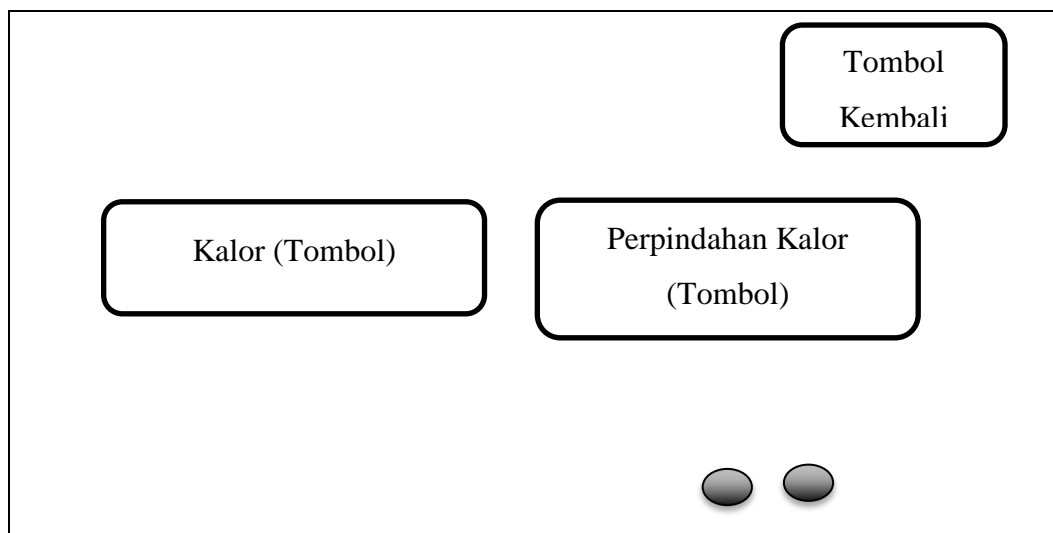 Tombol
Kembali
Kalor (Tombol)
Perpindahan Kalor
(Tombol)